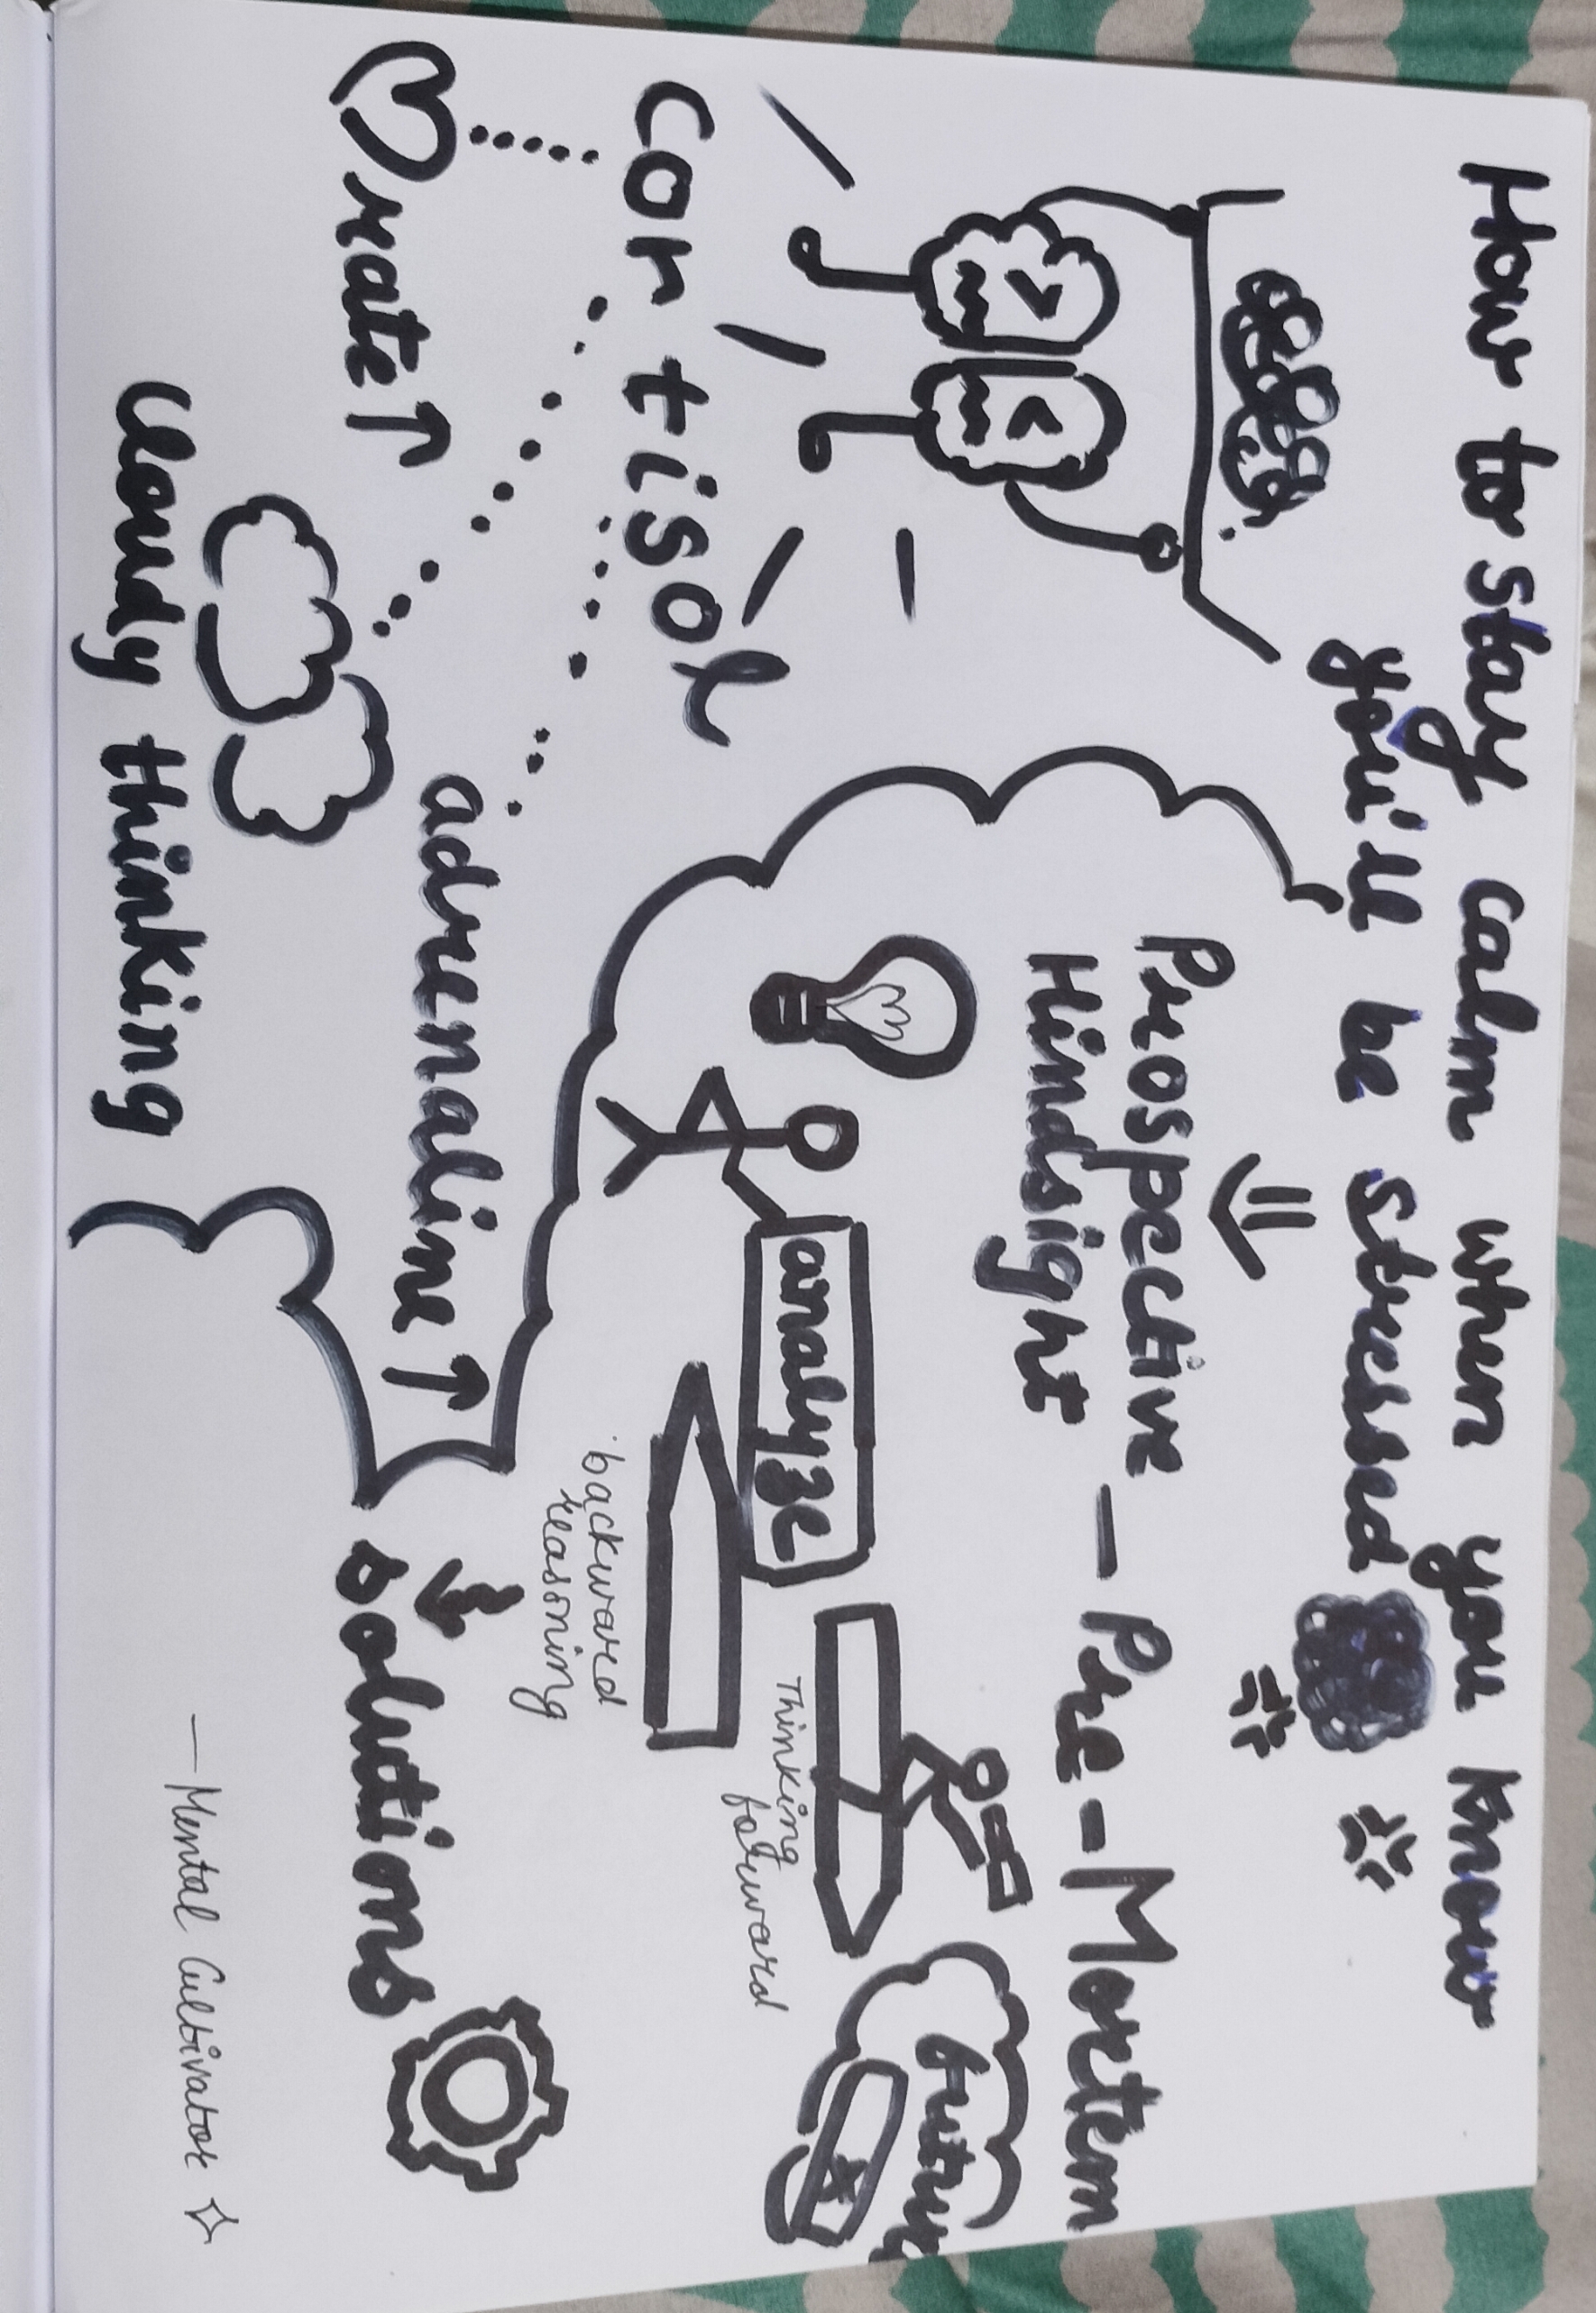 How to stay calm when you know
you'll be stressed
Prospective
Hindsight – Pre-Mortem
future
analyze
Thinking
forward
backward
reasoning
solutions
cortisol
adrenaline ↑
rate ↑
cloudy thinking
— Mental Cultivator